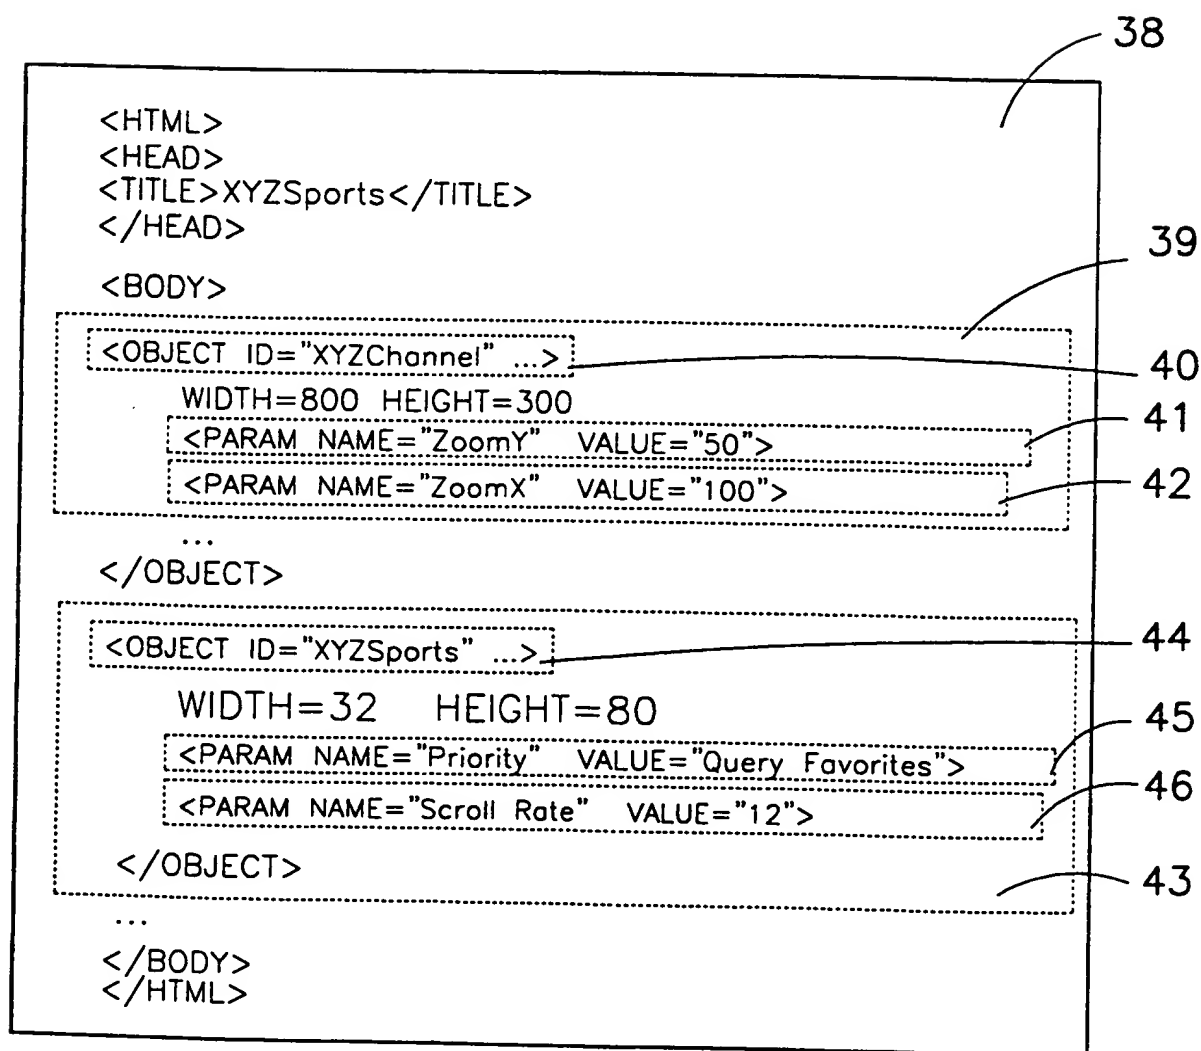 38
<HTML>
<HEAD>
<TITLE>XYZSports</TITLE>
</HEAD>
39
<BODY>
<OBJECT ID="XYZChannel" ...>
40
WIDTH=800 HEIGHT=300
41
<PARAM NAME="ZoomY" VALUE="50">
<PARAM NAME="ZoomX" VALUE="100">
42
...
</OBJECT>
<OBJECT ID="XYZSports" ...>
44
WIDTH=32 HEIGHT=80
45
<PARAM NAME="Priority" VALUE="Query Favorites">
46
<PARAM NAME="Scroll Rate" VALUE="12">
</OBJECT>
43
...
</BODY>
</HTML>